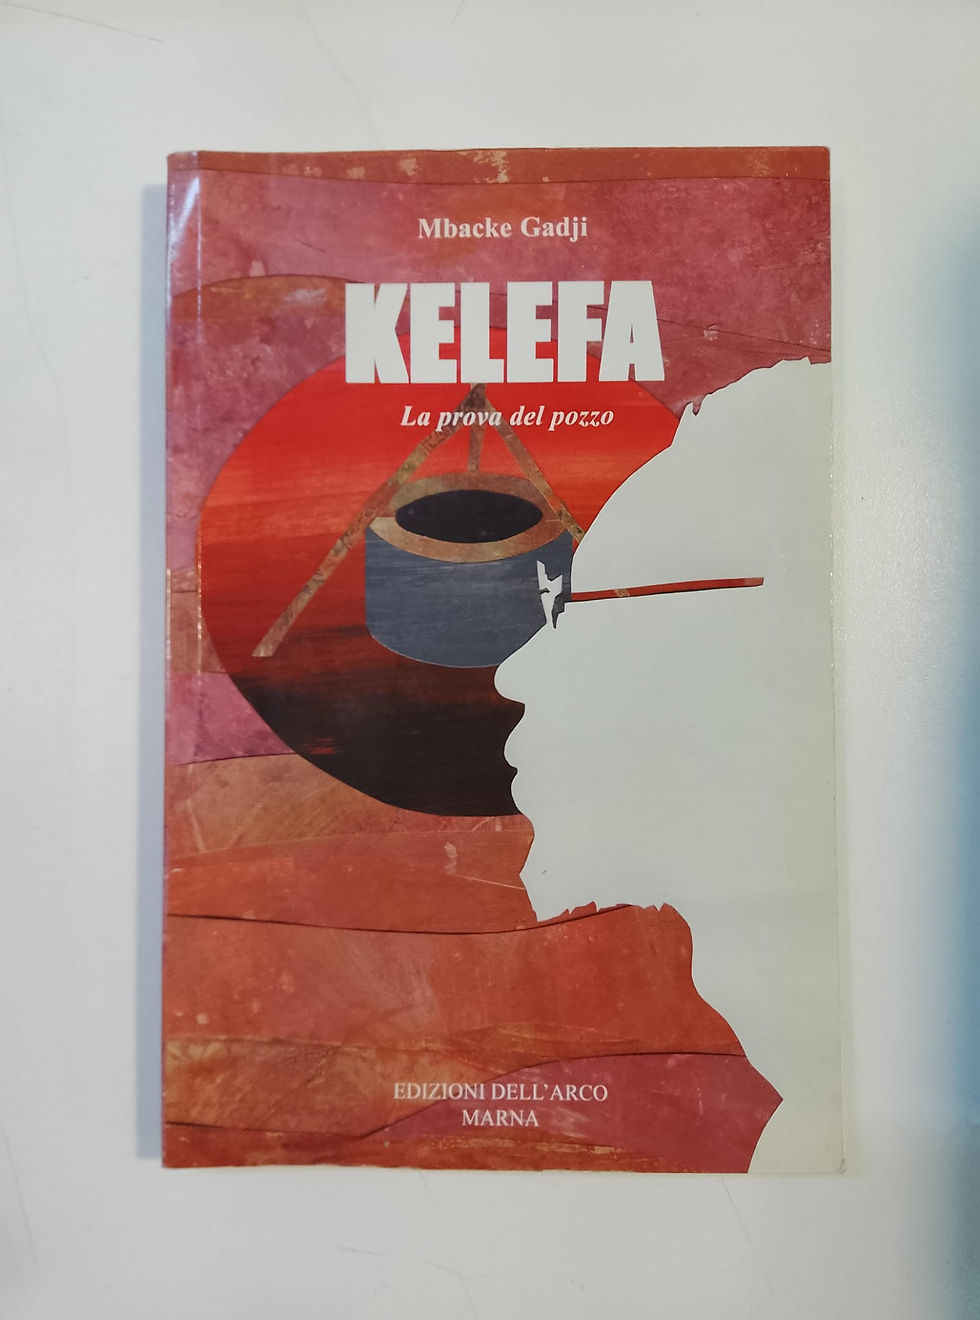 Mbacke Gadji
KELEFA
La prova del pozzo
EDIZIONI DELL'ARCO
MARNA